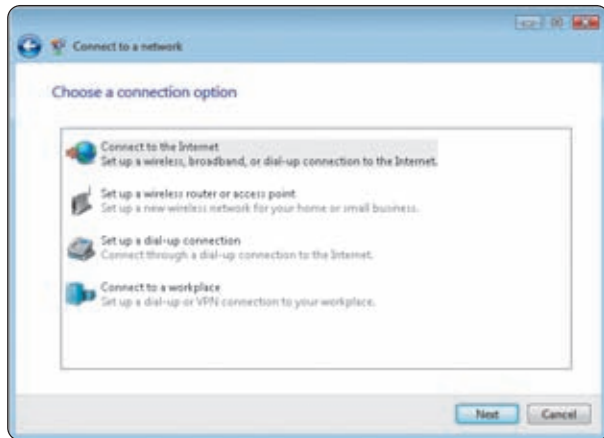 Connect to a network
Choose a connection option
Connect to the Internet
Set up a wireless, broadband, or dial-up connection to the Internet.
Set up a wireless router or access point
Set up a new wireless network for your home or small business.
Set up a dial-up connection
Connect through a dial-up connection to the Internet.
Connect to a workplace
Set up a dial-up or VPN connection to your workplace.
Next
Cancel